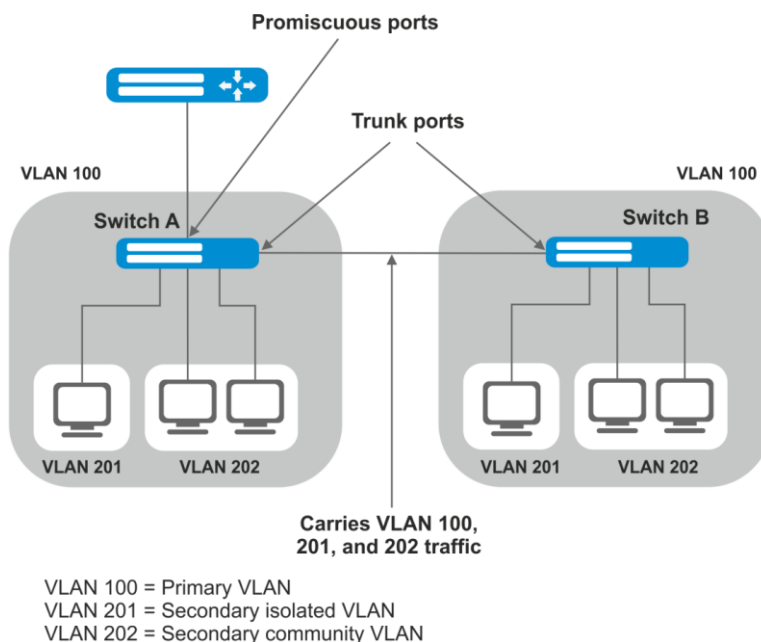 Promiscuous ports
Trunk ports
VLAN 100
VLAN 100
Switch A
Switch B
VLAN 201
VLAN 202
VLAN 201
VLAN 202
Carries VLAN 100,
201, and 202 traffic
VLAN 100 = Primary VLAN
VLAN 201 = Secondary isolated VLAN
VLAN 202 = Secondary community VLAN